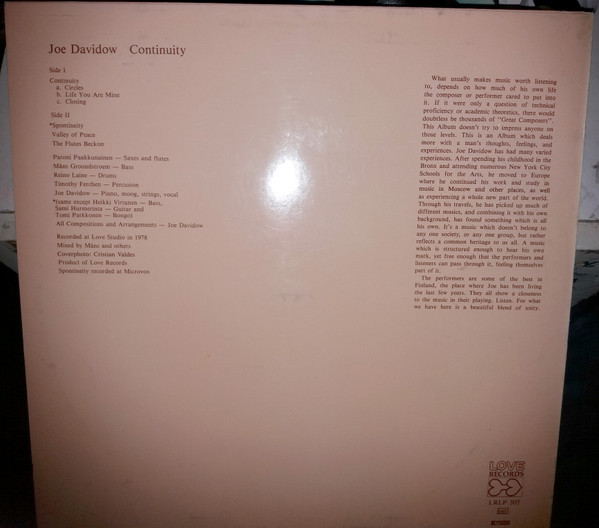 Joe Davidow Continuity
Side I
Continuity
a. Circles
b. Life You Are Mine
c. Closing
Side II
*Spontinuity
Valley of Peace
The Flutes Beckon
Paroni Paakkunainen — Saxes and flutes
Måns Groondstroem — Bass
Reino Laine — Drums
Timothy Ferchen — Percussion
Joe Davidow — Piano, moog, strings, vocal
*(same except Heikki Virtanen — Bass,
Sami Hurmerinta — Guitar and
Tomi Parkkonen — Bongos
All Compositions and Arrangements — Joe Davidow
Recorded at Love Studio in 1978
Mixed by Måns and others
Coverphoto: Cristian Valdes
Product of Love Records
Spontinuity recorded at Microvox
What usually makes music worth listening
to, depends on how much of his own life
the composer or performer cared to put into
it. If it were only a question of technical
proficiency or academic theoretics, there would
doubtless be thousands of "Great Composers".
This Album doesn't try to impress anyone on
those levels. This is an Album which deals
more with a man's thoughts, feelings, and
experiences. Joe Davidow has had many varied
experiences. After spending his childhood in the
Bronx and attending numerous New York City
Schools for the Arts, he moved to Europe
where he continued his work and study in
music in Moscow and other places, as well
as experiencing a whole new part of the world.
Through his travels, he has picked up much of
different musics, and combining it with his own
background, has found something which is all
his own. It's a music which doesn't belong to
any one society, or any one group, but rather
reflects a common heritage to us all. A music
which is structured enough to bear his own
mark, yet free enough that the performers and
listeners can pass through it, feeling themselves
part of it.
The performers are some of the best in
Finland, the place where Joe has been living
the last few years. They all show a closeness
to the music in their playing. Listen. For what
we have here is a beautiful blend of unity.
LOVE
RECORDS
LRLP 307